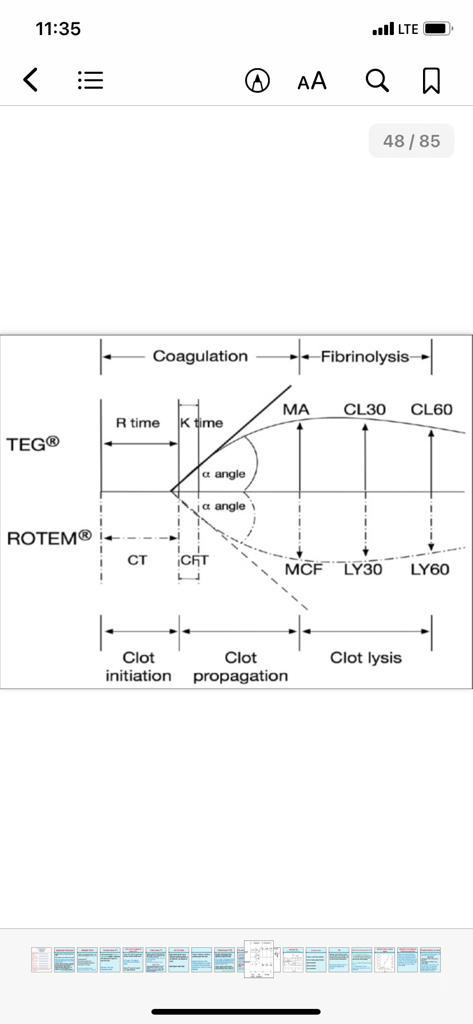 11:35
LTE
AA
48 / 85
Coagulation
Fibrinolysis
R time
K time
MA
CL30
CL60
TEG®
α angle
α angle
ROTEM®
CT
CFT
MCF
LY30
LY60
Clot initiation
Clot propagation
Clot lysis